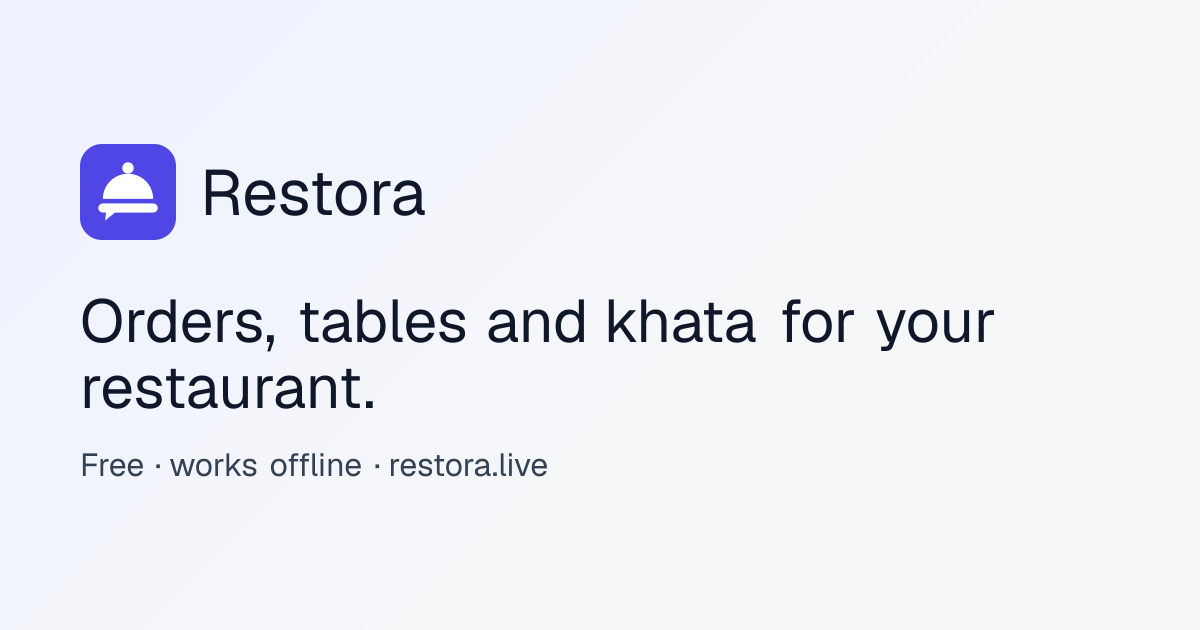 Restora
Orders, tables and khata for your
restaurant.
Free · works offline · restora.live